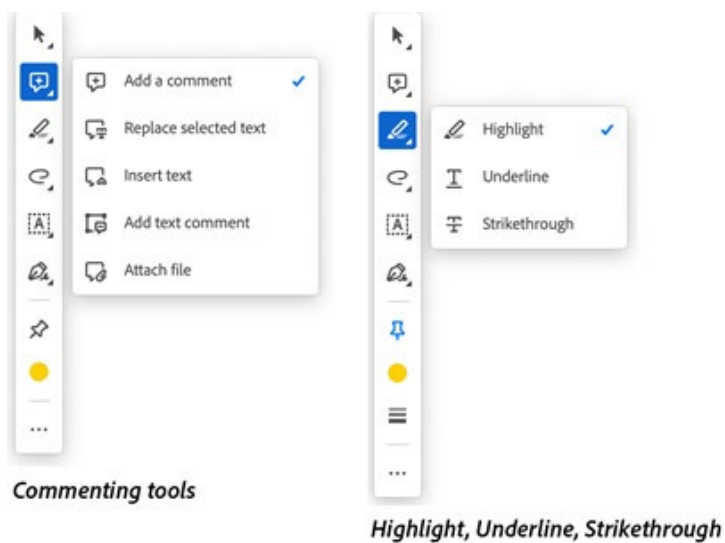 Add a comment
Replace selected text
Insert text
Add text comment
Attach file
Commenting tools
Highlight
Underline
Strikethrough
Highlight, Underline, Strikethrough